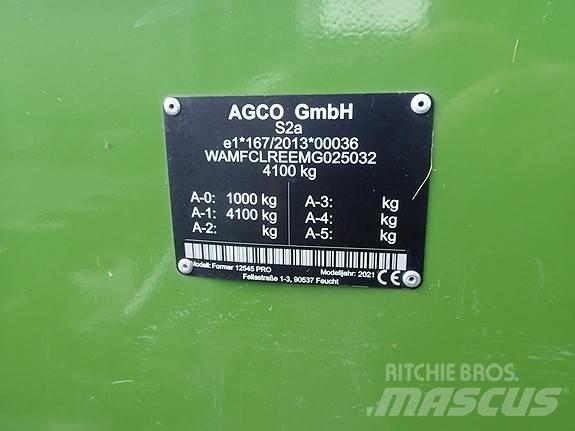 AGCO GmbH
S2a
e1*167/2013*00036
WAMFCLREEMG025032
4100 kg
A-0: 1000 kg
A-1: 4100 kg
A-2: kg
A-3: kg
A-4: kg
A-5: kg
Modell: Former 12545 PRO Modelljahr: 2021 CE
Fellastraße 1-3, 90537 Feucht
RITCHIE BROS.
MASCUS